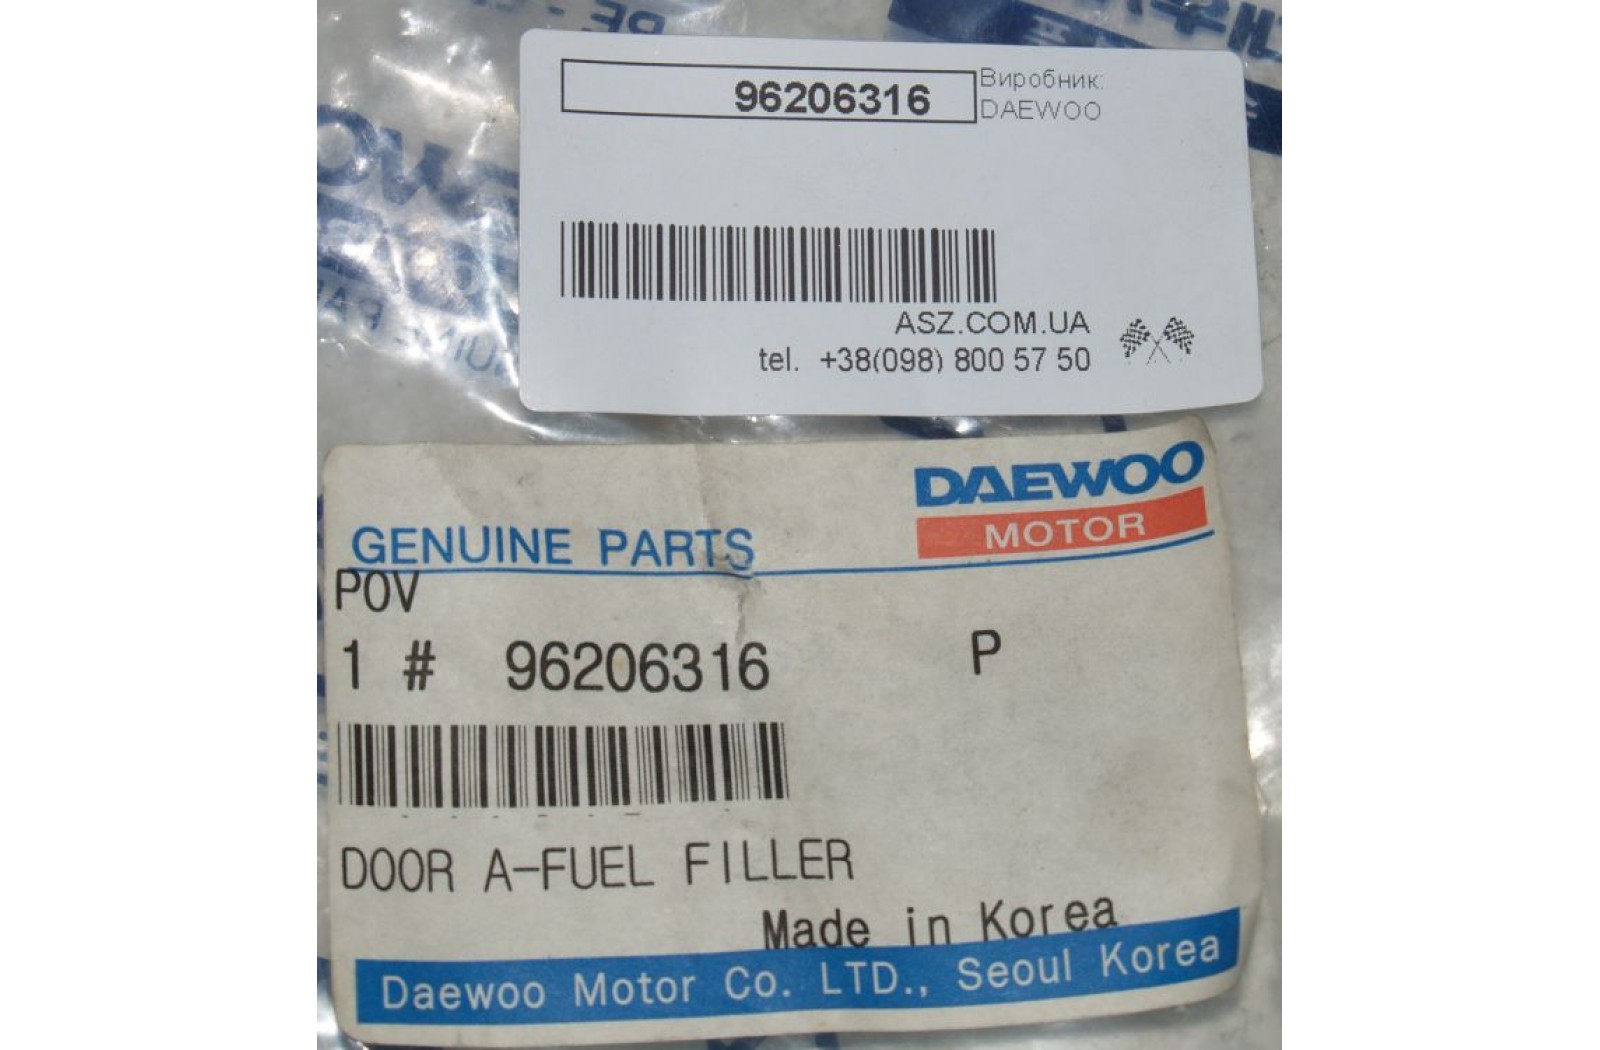 96206316
Виробник:
DAEWOO
ASZ.COM.UA
tel. +38(098) 800 57 50
DAEWOO
MOTOR
GENUINE PARTS
POV
1 # 96206316 P
DOOR A-FUEL FILLER
Made in Korea
Daewoo Motor Co. LTD., Seoul Korea